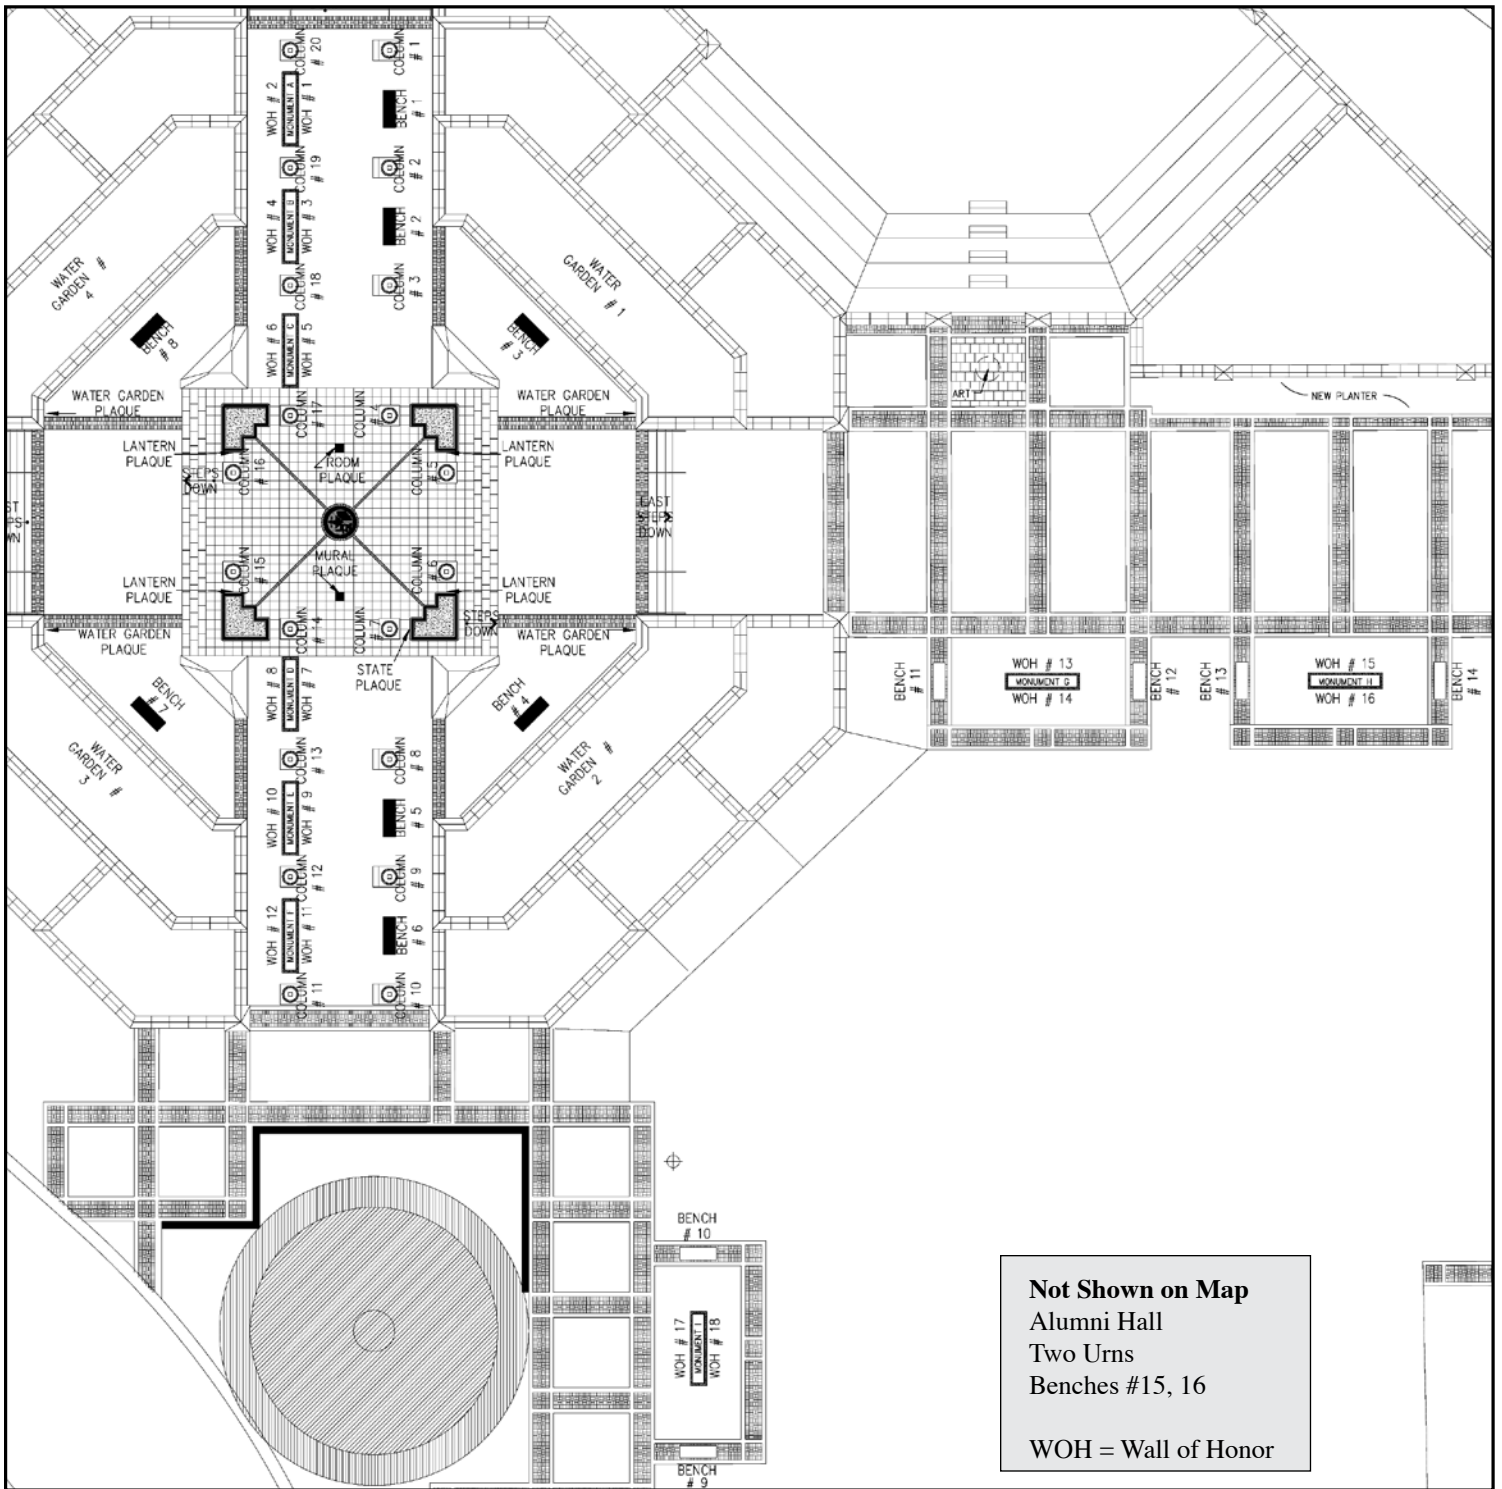 COLUMN # 20
COLUMN # 1
WOH # 2
MONUMENT A
WOH # 1
BENCH # 1
COLUMN # 19
COLUMN # 2
WOH # 4
MONUMENT B
WOH # 3
BENCH # 2
COLUMN # 18
COLUMN # 3
WATER
GARDEN #
4
WATER
GARDEN # 1
BENCH
# 8
WOH # 6
MONUMENT C
WOH # 5
BENCH
# 3
WATER GARDEN
PLAQUE
WATER GARDEN
PLAQUE
ART
NEW PLANTER
COLUMN # 17
COLUMN # 4
LANTERN
PLAQUE
LANTERN
PLAQUE
ROOM
PLAQUE
COLUMN # 16
COLUMN # 5
STEPS
DOWN
ST
PS
WN
EAST
STEPS
DOWN
MURAL
PLAQUE
COLUMN # 15
COLUMN # 6
LANTERN
PLAQUE
LANTERN
PLAQUE
COLUMN # 14
COLUMN # 7
STEPS
DOWN
WATER GARDEN
PLAQUE
WATER GARDEN
PLAQUE
STATE
PLAQUE
BENCH
# 7
WOH # 8
MONUMENT D
WOH # 7
BENCH
# 4
BENCH
# 11
WOH # 13
MONUMENT G
WOH # 14
BENCH
# 12
BENCH
# 13
WOH # 15
MONUMENT H
WOH # 16
BENCH
# 14
WATER
GARDEN #
3
COLUMN # 13
COLUMN # 8
WATER #
GARDEN
2
WOH # 10
MONUMENT E
WOH # 9
BENCH # 5
COLUMN # 12
COLUMN # 9
WOH # 12
MONUMENT F
WOH # 11
BENCH # 6
COLUMN # 11
COLUMN # 10
BENCH
# 10
WOH # 17
MONUMENT I
WOH # 18
BENCH
# 9
Not Shown on Map
Alumni Hall
Two Urns
Benches #15, 16
WOH = Wall of Honor